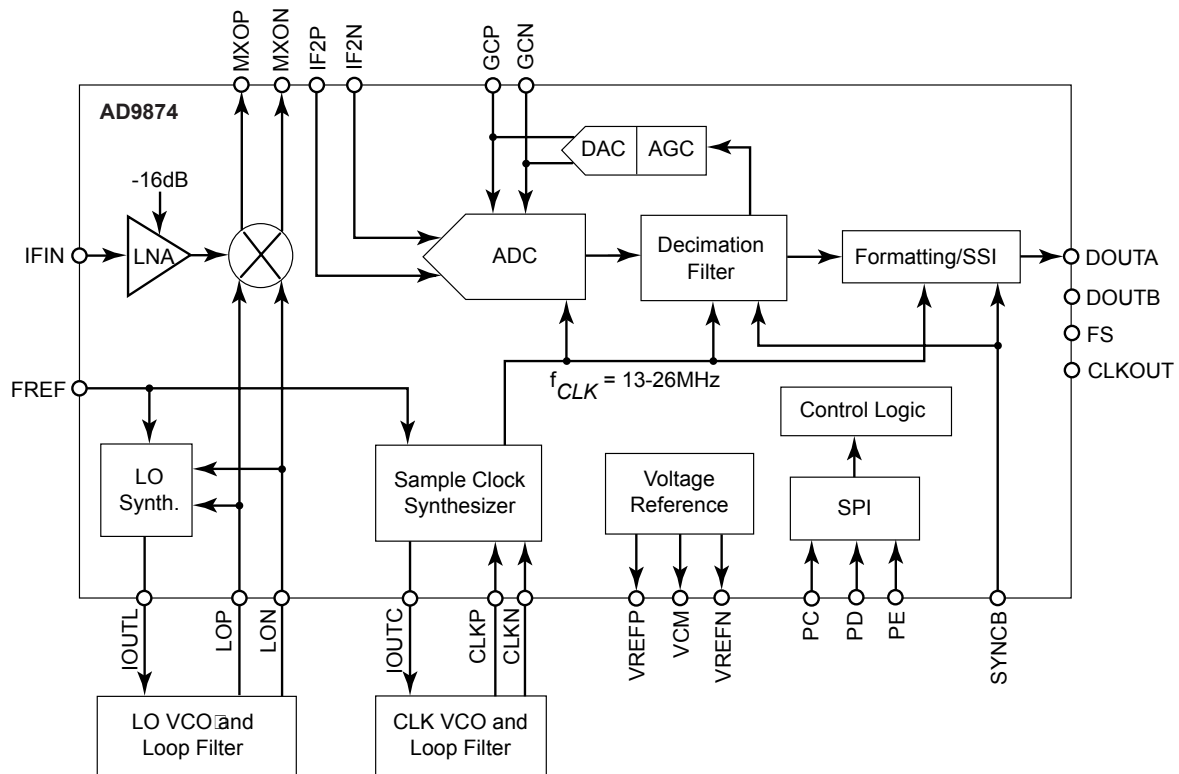 MXOP
MXON
IF2P
IF2N
GCP
GCN
AD9874
DAC
AGC
-16dB
IFIN
LNA
ADC
Decimation
Filter
Formatting/SSI
DOUTA
DOUTB
FS
CLKOUT
FREF
fCLK = 13-26MHz
Control Logic
LO
Synth.
Sample Clock
Synthesizer
Voltage
Reference
SPI
IOUTL
LOP
LON
IOUTC
CLKP
CLKN
VREFP
VCM
VREFN
PC
PD
PE
SYNCB
LO VCO and
Loop Filter
CLK VCO and
Loop Filter